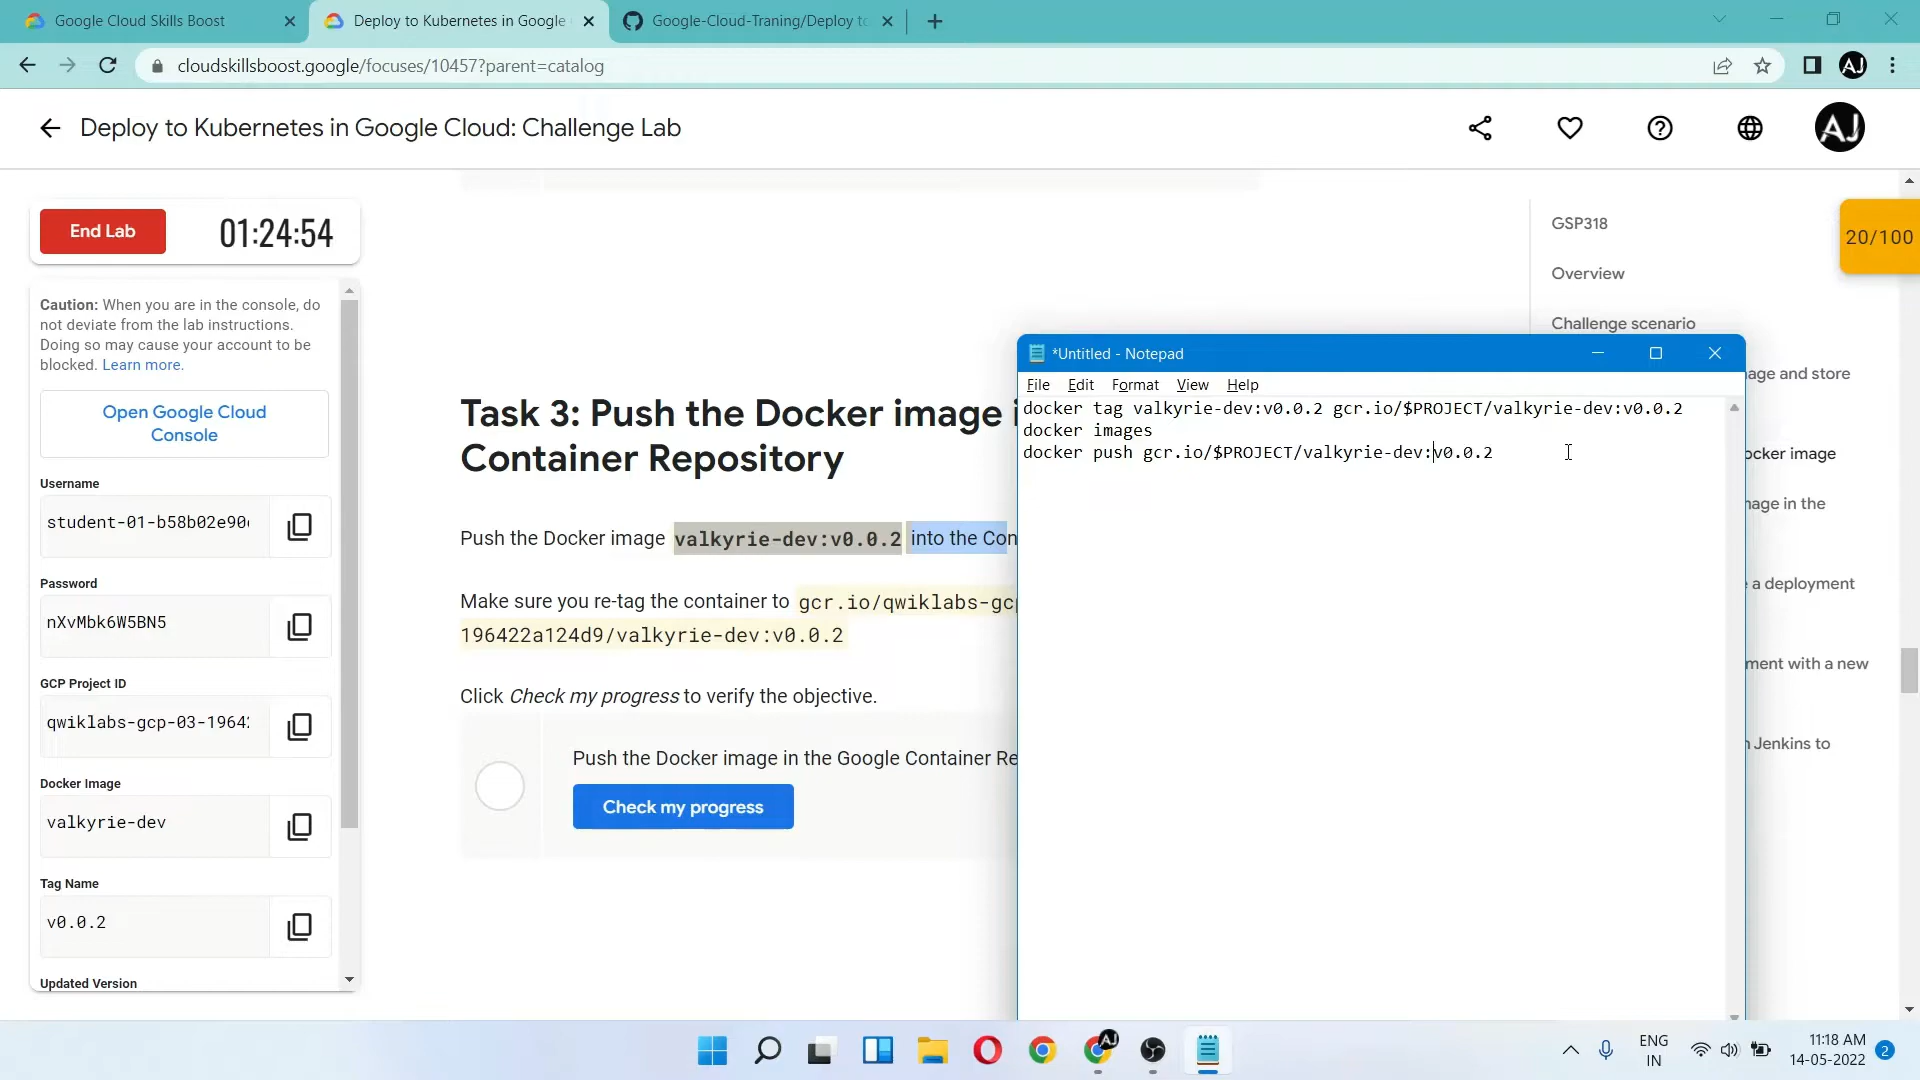 Google Cloud Skills Boost
Deploy to Kubernetes in Google
Google-Cloud-Traning/Deploy to
cloudskillsboost.google/focuses/10457?parent=catalog
AJ
Deploy to Kubernetes in Google Cloud: Challenge Lab
AJ
End Lab
01:24:54
Caution: When you are in the console, do
not deviate from the lab instructions.
Doing so may cause your account to be
blocked. Learn more.
Open Google Cloud
Console
Username
student-01-b58b02e90
Password
nXvMbk6W5BN5
GCP Project ID
qwiklabs-gcp-03-1964
Docker Image
valkyrie-dev
Tag Name
v0.0.2
Updated Version
Task 3: Push the Docker image i
Container Repository
Push the Docker image valkyrie-dev:v0.0.2 into the Con
Make sure you re-tag the container to gcr.io/qwiklabs-gcp
196422a124d9/valkyrie-dev:v0.0.2
Click Check my progress to verify the objective.
Push the Docker image in the Google Container Re
Check my progress
GSP318
Overview
Challenge scenario
age and store
ocker image
nage in the
a deployment
ment with a new
Jenkins to
20/100
*Untitled - Notepad
File Edit Format View Help
docker tag valkyrie-dev:v0.0.2 gcr.io/$PROJECT/valkyrie-dev:v0.0.2
docker images
docker push gcr.io/$PROJECT/valkyrie-dev:v0.0.2
AJ
ENG
IN
11:18 AM
14-05-2022
2